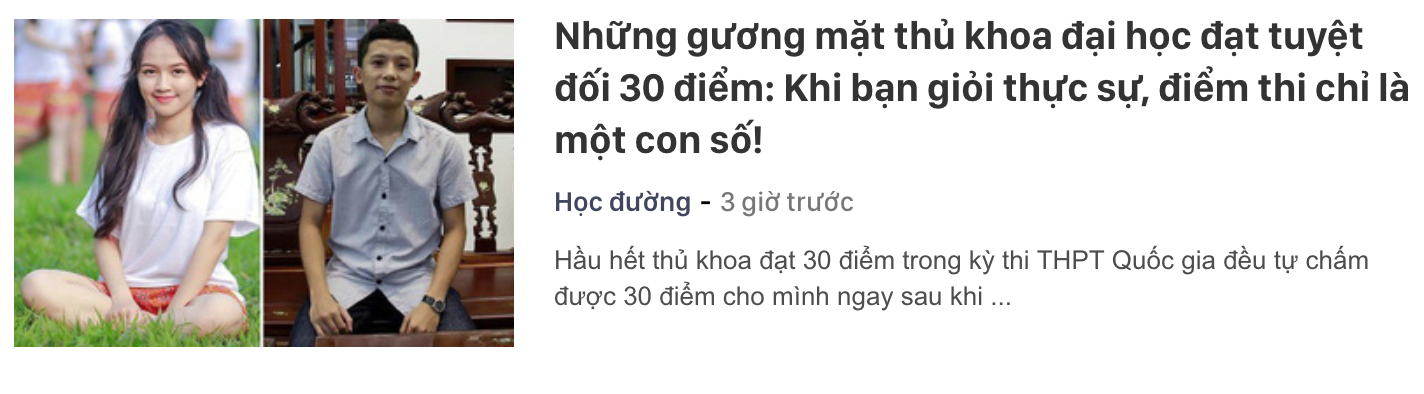 Những gương mặt thủ khoa đại học đạt tuyệt
đối 30 điểm: Khi bạn giỏi thực sự, điểm thi chỉ là
một con số!
Học đường - 3 giờ trước
Hầu hết thủ khoa đạt 30 điểm trong kỳ thi THPT Quốc gia đều tự chấm
được 30 điểm cho mình ngay sau khi ...